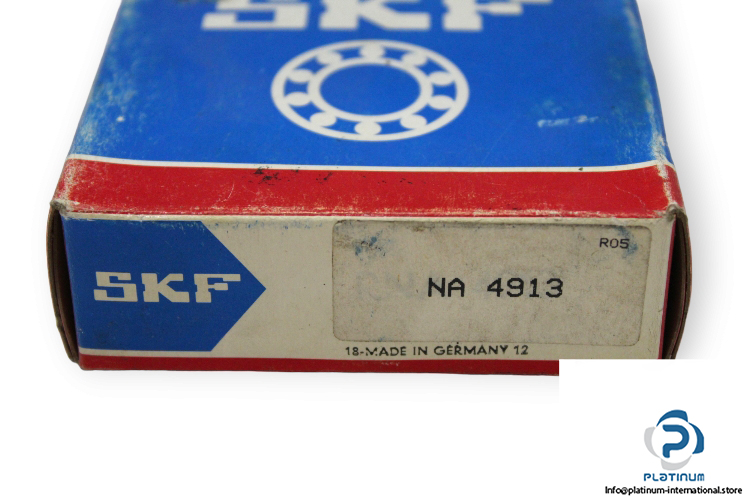 SKF
R05
SKF
NA 4913
18-MADE IN GERMANY 12
PLATINUM
Info@platinum-international.store